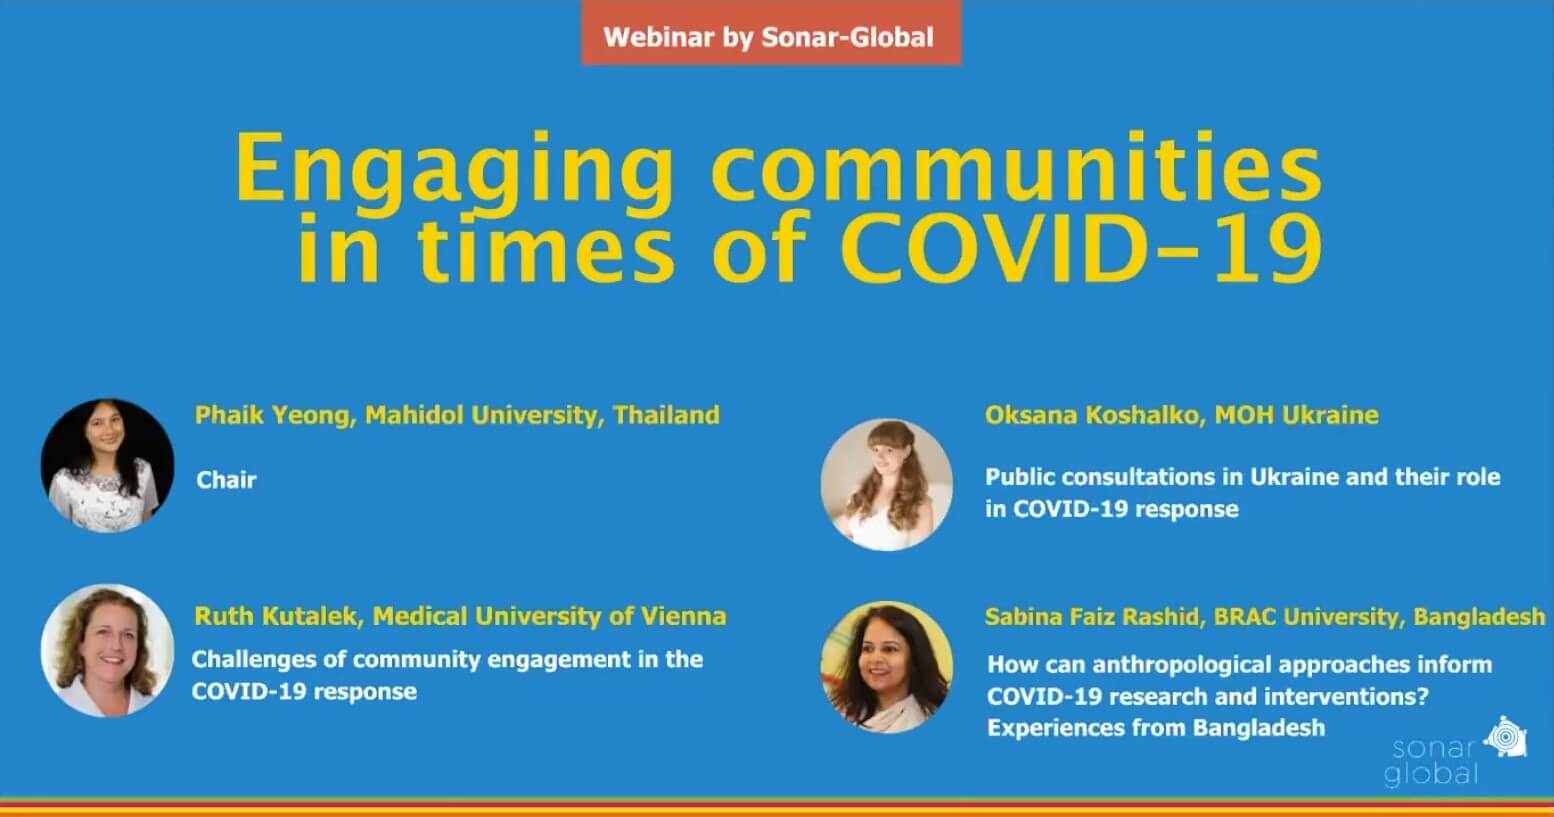 Webinar by Sonar-Global
Engaging communities
in times of COVID-19
Phaik Yeong, Mahidol University, Thailand
Chair
Ruth Kutalek, Medical University of Vienna
Challenges of community engagement in the
COVID-19 response
Oksana Koshalko, MOH Ukraine
Public consultations in Ukraine and their role
in COVID-19 response
Sabina Faiz Rashid, BRAC University, Bangladesh
How can anthropological approaches inform
COVID-19 research and interventions?
Experiences from Bangladesh
sonar
global